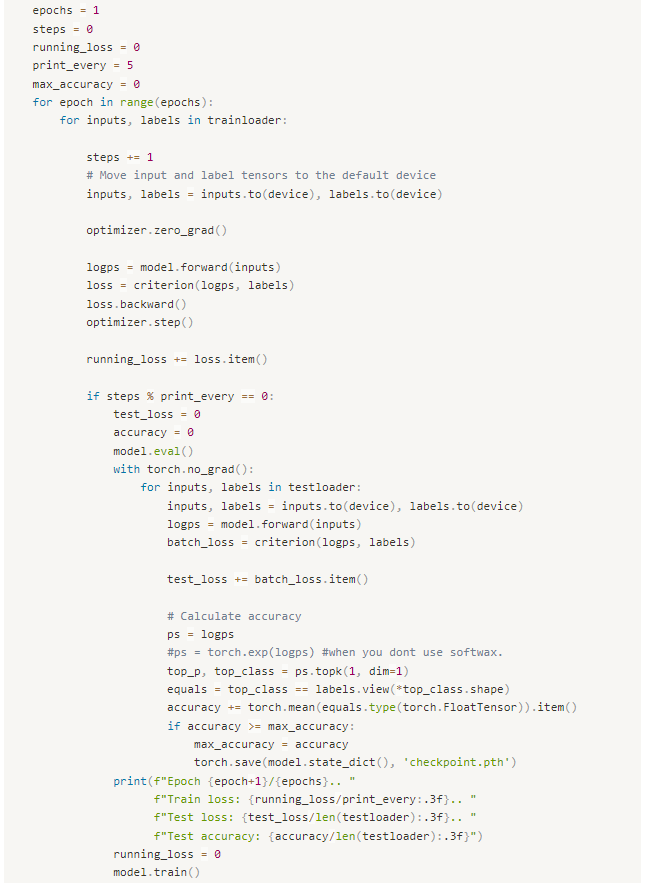 epochs = 1
steps = 0
running_loss = 0
print_every = 5
max_accuracy = 0
for epoch in range(epochs):
    for inputs, labels in trainloader:

        steps += 1
        # Move input and label tensors to the default device
        inputs, labels = inputs.to(device), labels.to(device)

        optimizer.zero_grad()

        logps = model.forward(inputs)
        loss = criterion(logps, labels)
        loss.backward()
        optimizer.step()

        running_loss += loss.item()

        if steps % print_every == 0:
            test_loss = 0
            accuracy = 0
            model.eval()
            with torch.no_grad():
                for inputs, labels in testloader:
                    inputs, labels = inputs.to(device), labels.to(device)
                    logps = model.forward(inputs)
                    batch_loss = criterion(logps, labels)

                    test_loss += batch_loss.item()

                    # Calculate accuracy
                    ps = logps
                    #ps = torch.exp(logps) #when you dont use softwax.
                    top_p, top_class = ps.topk(1, dim=1)
                    equals = top_class == labels.view(*top_class.shape)
                    accuracy += torch.mean(equals.type(torch.FloatTensor)).item()
                    if accuracy >= max_accuracy:
                        max_accuracy = accuracy
                        torch.save(model.state_dict(), 'checkpoint.pth')
            print(f"Epoch {epoch+1}/{epochs}.. "
                  f"Train loss: {running_loss/print_every:.3f}.. "
                  f"Test loss: {test_loss/len(testloader):.3f}.. "
                  f"Test accuracy: {accuracy/len(testloader):.3f}")
            running_loss = 0
            model.train()